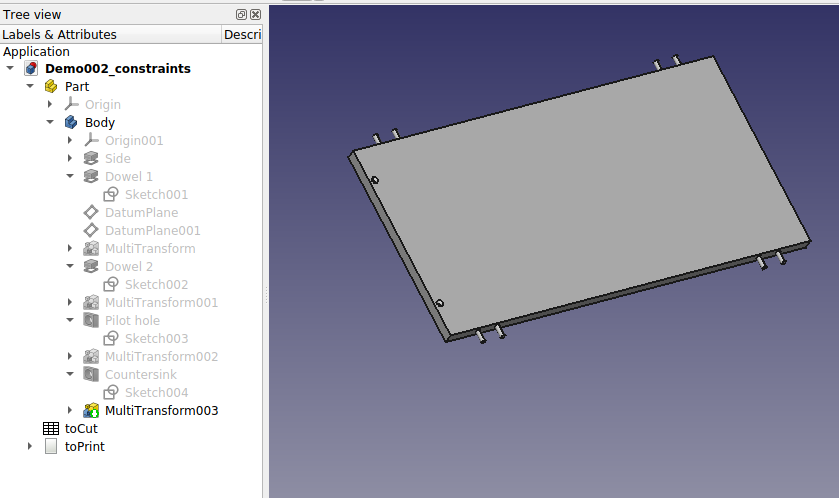 Tree view
Labels & Attributes Descri
Application
Demo002_constraints
Part
Origin
Body
Origin001
Side
Dowel 1
Sketch001
DatumPlane
DatumPlane001
MultiTransform
Dowel 2
Sketch002
MultiTransform001
Pilot hole
Sketch003
MultiTransform002
Countersink
Sketch004
MultiTransform003
toCut
toPrint